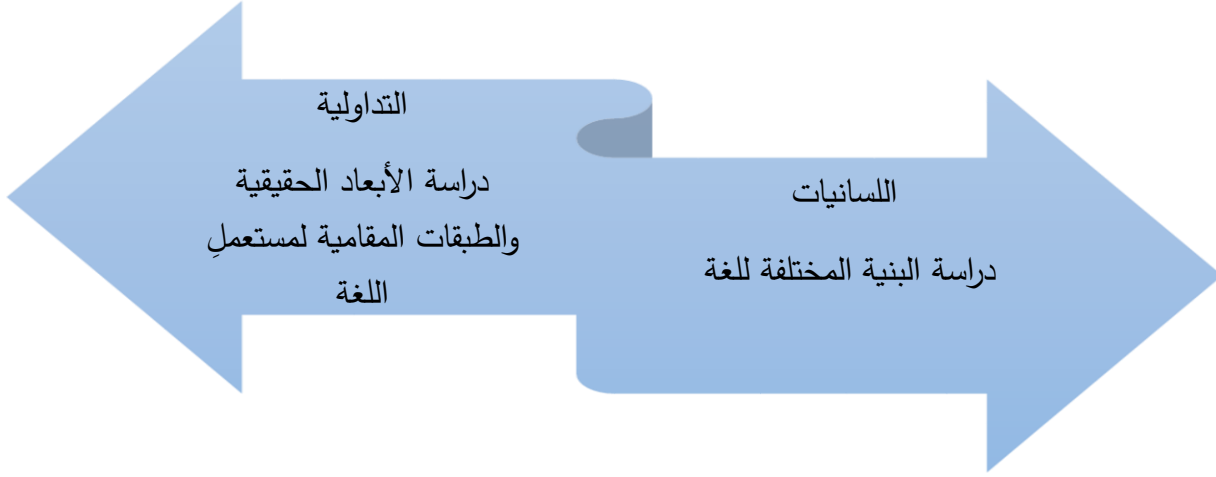 اللسانيات
دراسة البنية المختلفة للغة
التداولية
دراسة الأبعاد الحقيقية
والطبقات المقامية لمستعملِ
اللغة